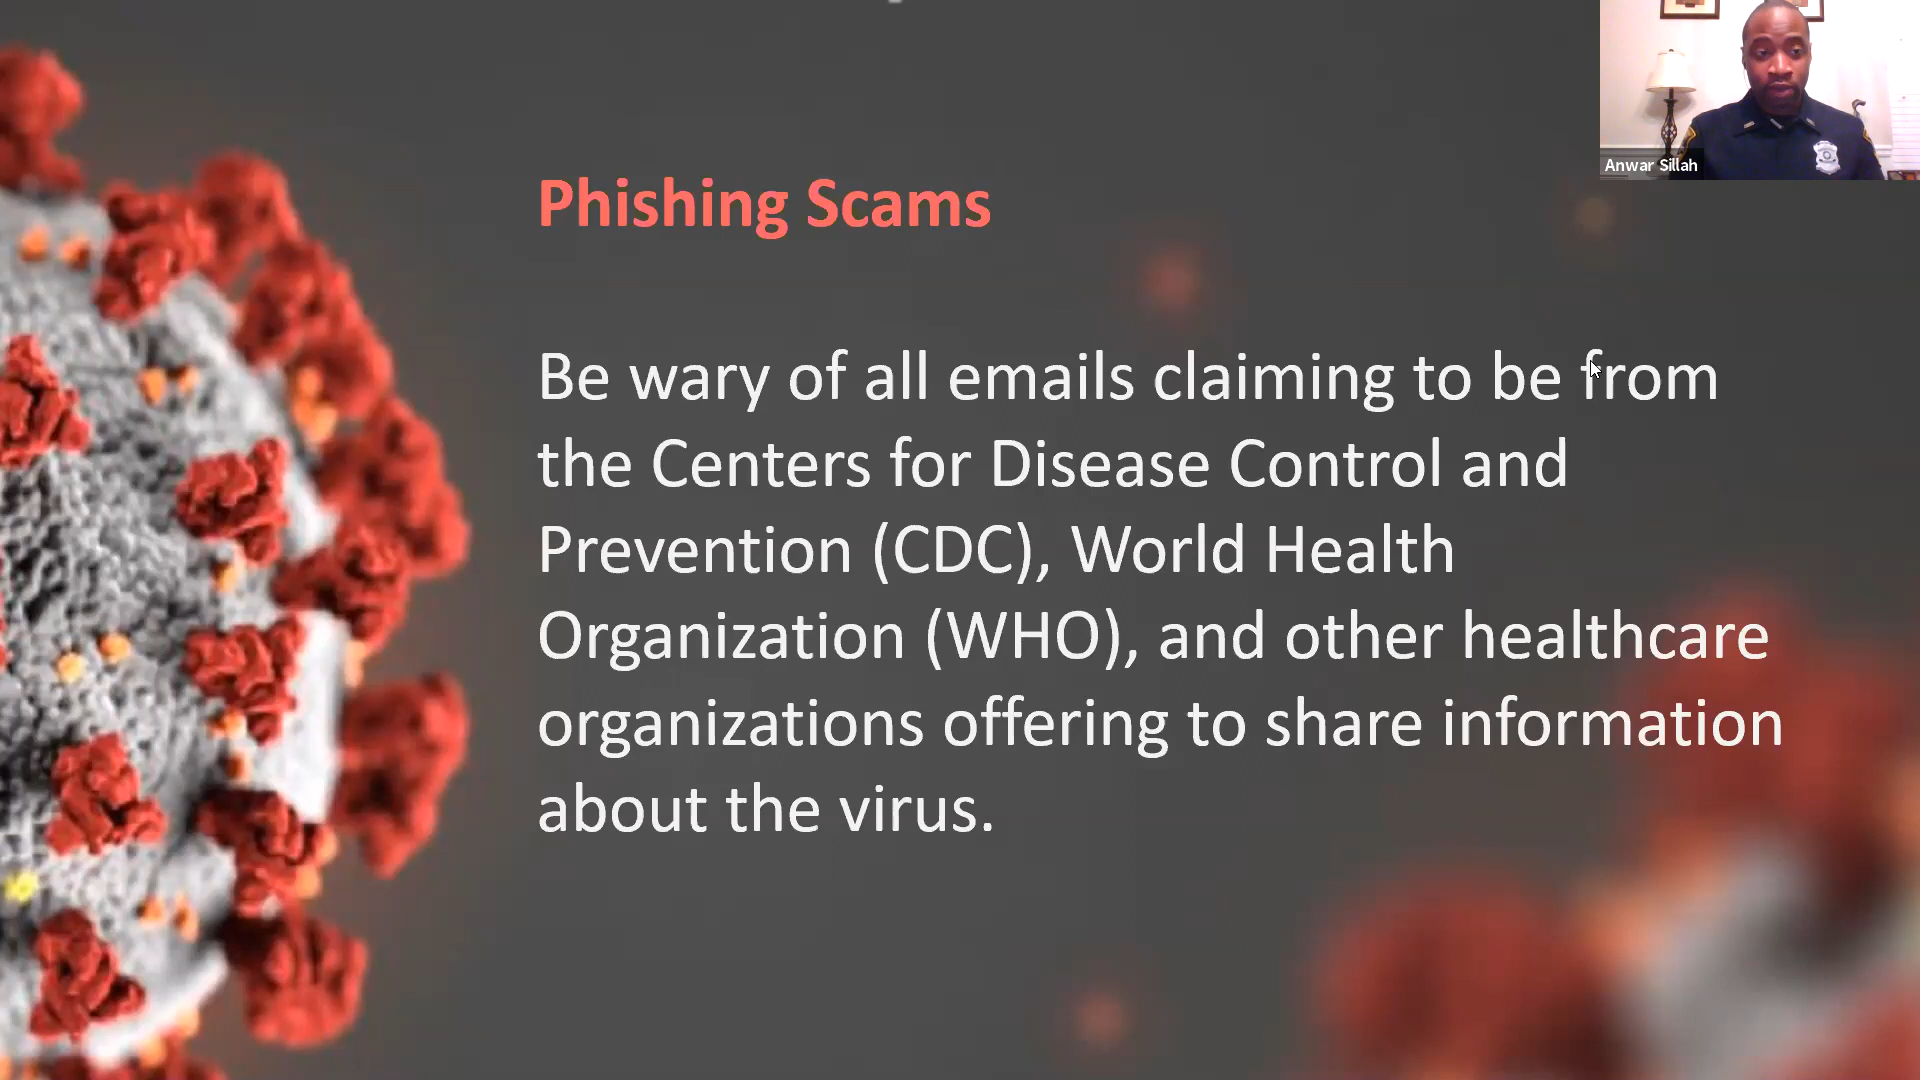 Anwar Sillah
Phishing Scams
Be wary of all emails claiming to be from
the Centers for Disease Control and
Prevention (CDC), World Health
Organization (WHO), and other healthcare
organizations offering to share information
about the virus.